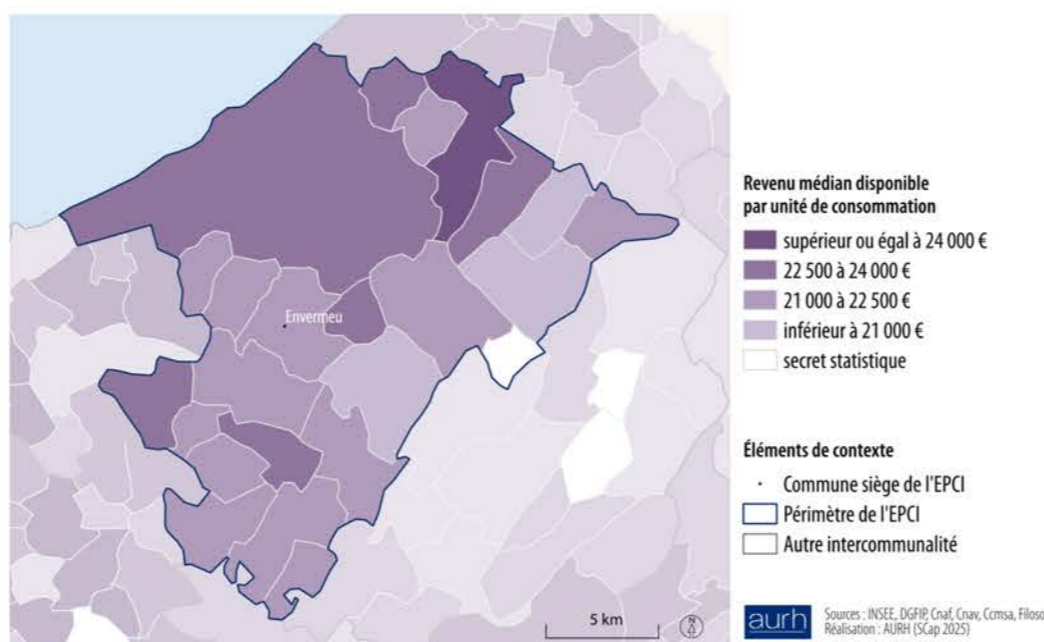 Envermeu
5 km
N
Revenu médian disponible
par unité de consommation
supérieur ou égal à 24 000 €
22 500 à 24 000 €
21 000 à 22 500 €
inférieur à 21 000 €
secret statistique
Éléments de contexte
Commune siège de l'EPCI
Périmètre de l'EPCI
Autre intercommunalité
aurh
Sources : INSEE, DGFIP, Cnaf, Cnav, Ccmsa, Filoso
Réalisation : AURH (SCap 2025)